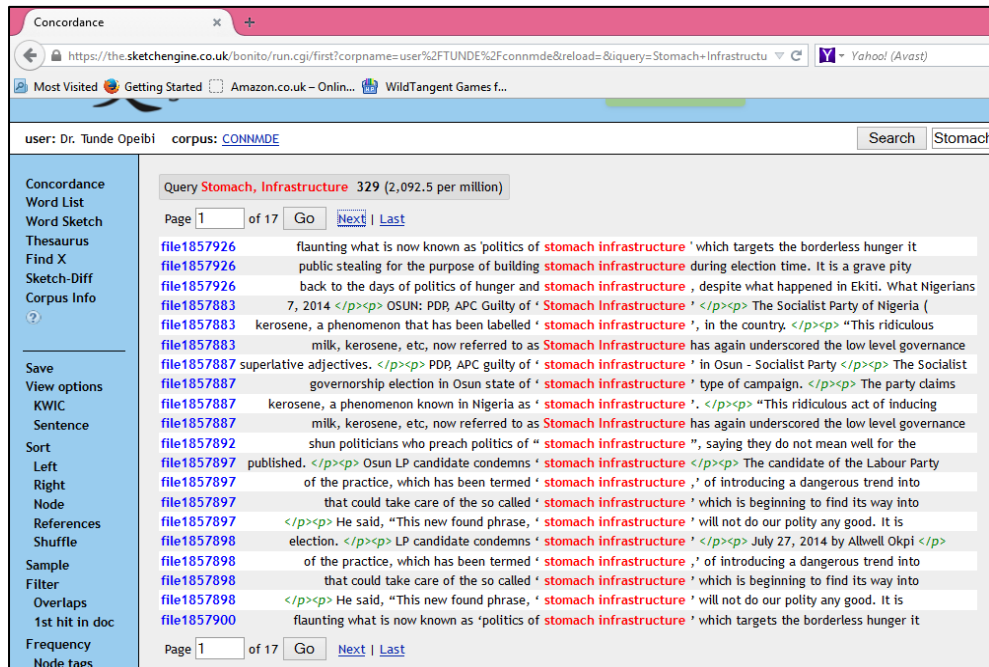 Concordance
https://the.sketchengine.co.uk/bonito/run.cgi/first?corpname=user%2FTUNDE%2Fconnmde&reload=&iquery=Stomach+Infrastructu
Yahoo! (Avast)
Most Visited Getting Started Amazon.co.uk – Onlin... WildTangent Games f...
user: Dr. Tunde Opeibi corpus: CONNMDE Search Stomach
Concordance
Word List
Word Sketch
Thesaurus
Find X
Sketch-Diff
Corpus Info
?
Save
View options
KWIC
Sentence
Sort
Left
Right
Node
References
Shuffle
Sample
Filter
Overlaps
1st hit in doc
Frequency
Node tags
Query Stomach, Infrastructure 329 (2,092.5 per million)
Page 1 of 17 Go Next | Last
file1857926 flaunting what is now known as 'politics of stomach infrastructure ' which targets the borderless hunger it
file1857926 public stealing for the purpose of building stomach infrastructure during election time. It is a grave pity
file1857926 back to the days of politics of hunger and stomach infrastructure , despite what happened in Ekiti. What Nigerians
file1857883 7, 2014 </p><p> OSUN: PDP, APC Guilty of ‘ Stomach Infrastructure ’ </p><p> The Socialist Party of Nigeria (
file1857883 kerosene, a phenomenon that has been labelled ‘ stomach infrastructure ’, in the country. </p><p> “This ridiculous
file1857883 milk, kerosene, etc, now referred to as Stomach Infrastructure has again underscored the low level governance
file1857887 superlative adjectives. </p><p> PDP, APC guilty of ‘ stomach infrastructure ’ in Osun - Socialist Party </p><p> The Socialist
file1857887 governorship election in Osun state of ‘ stomach infrastructure ’ type of campaign. </p><p> The party claims
file1857887 kerosene, a phenomenon known in Nigeria as ‘ stomach infrastructure ’. </p><p> “This ridiculous act of inducing
file1857887 milk, kerosene, etc, now referred to as Stomach Infrastructure has again underscored the low level governance
file1857892 shun politicians who preach politics of “ stomach infrastructure ”, saying they do not mean well for the
file1857897 published. </p><p> Osun LP candidate condemns ‘ stomach infrastructure </p><p> The candidate of the Labour Party
file1857897 of the practice, which has been termed ‘ stomach infrastructure ,’ of introducing a dangerous trend into
file1857897 that could take care of the so called ‘ stomach infrastructure ’ which is beginning to find its way into
file1857897 </p><p> He said, “This new found phrase, ‘ stomach infrastructure ’ will not do our polity any good. It is
file1857898 election. </p><p> LP candidate condemns ‘ stomach infrastructure ’ </p><p> July 27, 2014 by Allwell Okpi </p>
file1857898 of the practice, which has been termed ‘ stomach infrastructure ,’ of introducing a dangerous trend into
file1857898 that could take care of the so called ‘ stomach infrastructure ’ which is beginning to find its way into
file1857898 </p><p> He said, “This new found phrase, ‘ stomach infrastructure ’ will not do our polity any good. It is
file1857900 flaunting what is now known as ‘politics of stomach infrastructure ’ which targets the borderless hunger it
Page 1 of 17 Go Next | Last